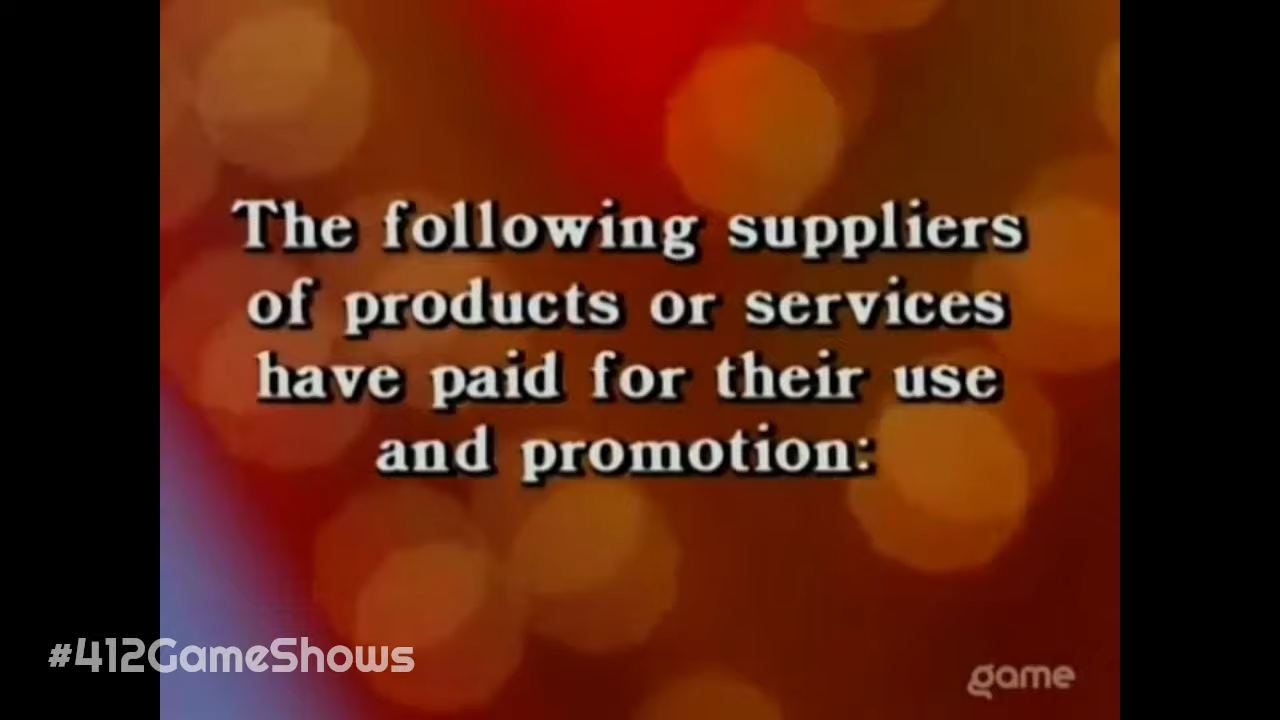 The following suppliers
of products or services
have paid for their use
and promotion:
#412GameShows
game